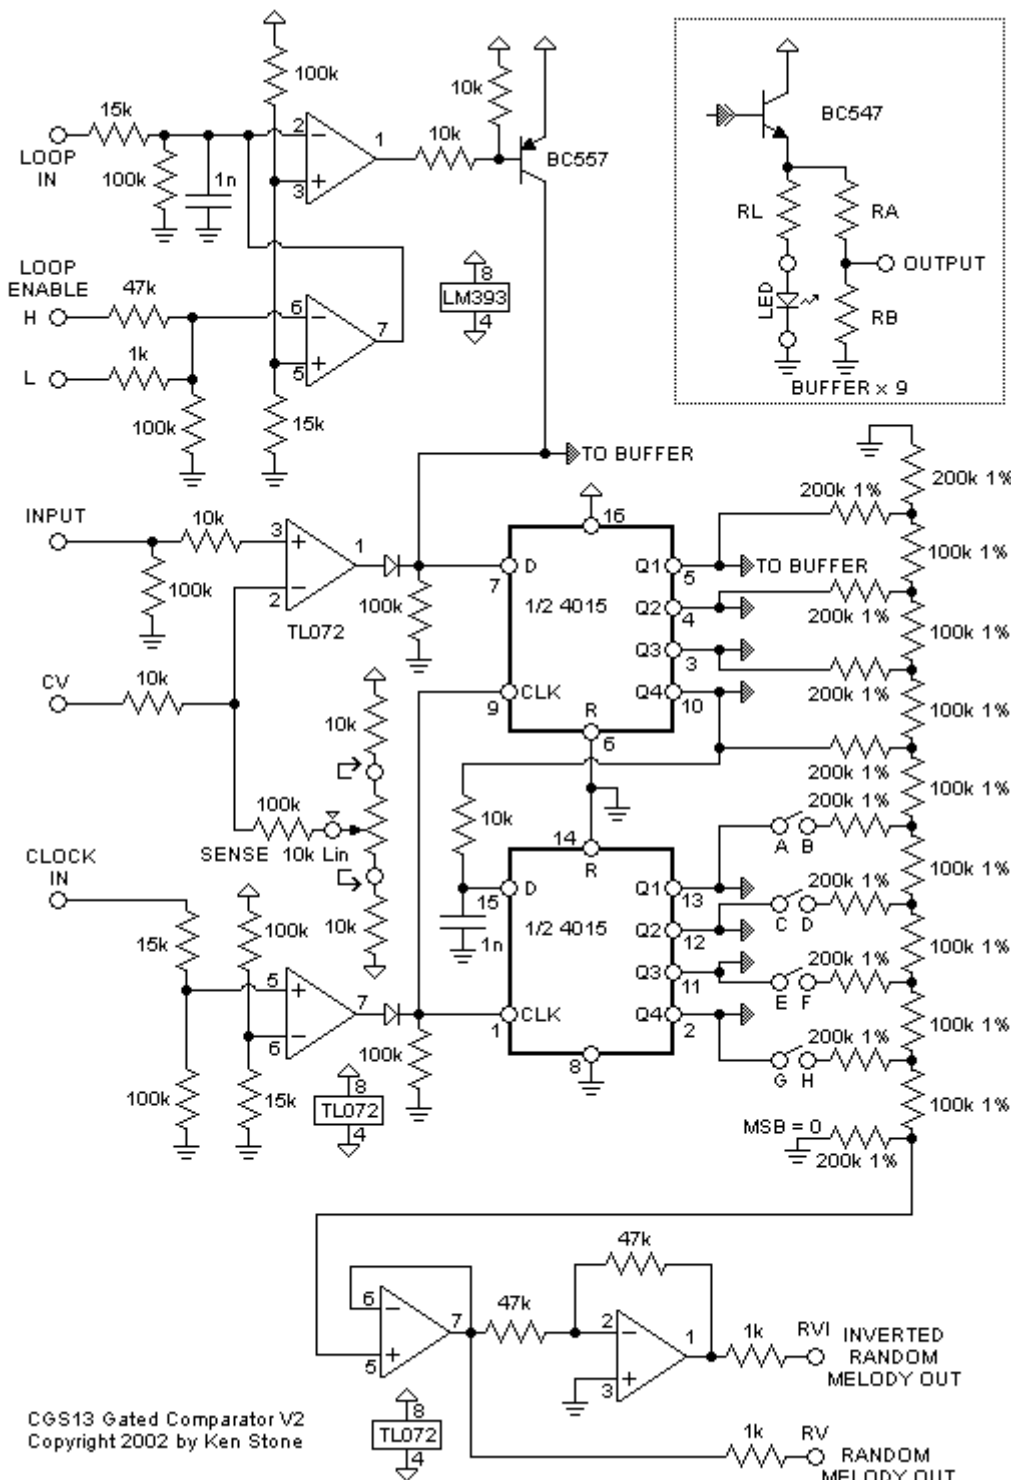 100k
10k
15k
LOOP
IN
100k
1n
2
3
1
10k
BC557
BC547
RL
RA
OUTPUT
LED
RB
BUFFER × 9
LOOP
ENABLE
H
47k
L
1k
100k
6
5
7
15k
8
LM393
4
TO BUFFER
200k 1%
200k 1%
INPUT
10k
100k
3
2
1
TL072
100k
16
D
7
1/2 4015
CLK
9
R
6
Q1
5
Q2
4
Q3
3
Q4
10
TO BUFFER
100k 1%
200k 1%
100k 1%
200k 1%
100k 1%
200k 1%
100k 1%
CV
10k
10k
100k
SENSE
10k Lin
10k
10k
200k 1%
A B
100k 1%
CLOCK
IN
15k
100k
100k
15k
5
6
7
100k
8
TL072
4
14
R
D
15
1n
1/2 4015
CLK
1
8
Q1
13
Q2
12
Q3
11
Q4
2
200k 1%
C D
100k 1%
200k 1%
E F
100k 1%
200k 1%
G H
100k 1%
MSB = 0
200k 1%
6
5
7
47k
47k
2
3
1
1k
RVI
INVERTED
RANDOM
MELODY OUT
8
TL072
4
1k
RV
RANDOM
MELODY OUT
CGS13 Gated Comparator V2
Copyright 2002 by Ken Stone